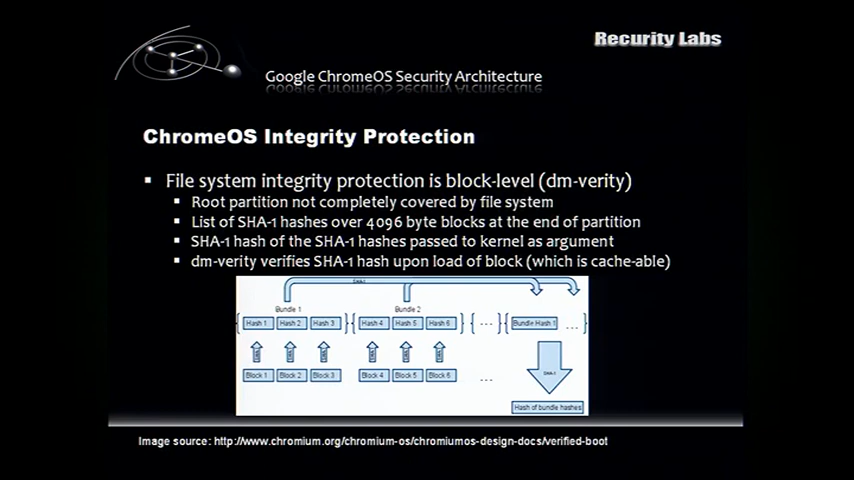 Recurity Labs
Google ChromeOS Security Architecture
ChromeOS Integrity Protection
File system integrity protection is block-level (dm-verity)
Root partition not completely covered by file system
List of SHA-1 hashes over 4096 byte blocks at the end of partition
SHA-1 hash of the SHA-1 hashes passed to kernel as argument
dm-verity verifies SHA-1 hash upon load of block (which is cache-able)
SHA-1
Bundle 1 Bundle 2
{ Hash 1 Hash 2 Hash 3 } { Hash 4 Hash 5 Hash 6 } { ... } { Bundle Hash 1 ... }
Block 1 Block 2 Block 3 Block 4 Block 5 Block 6 ...
SHA-1
Hash of bundle hashes
Image source: http://www.chromium.org/chromium-os/chromiumos-design-docs/verified-boot